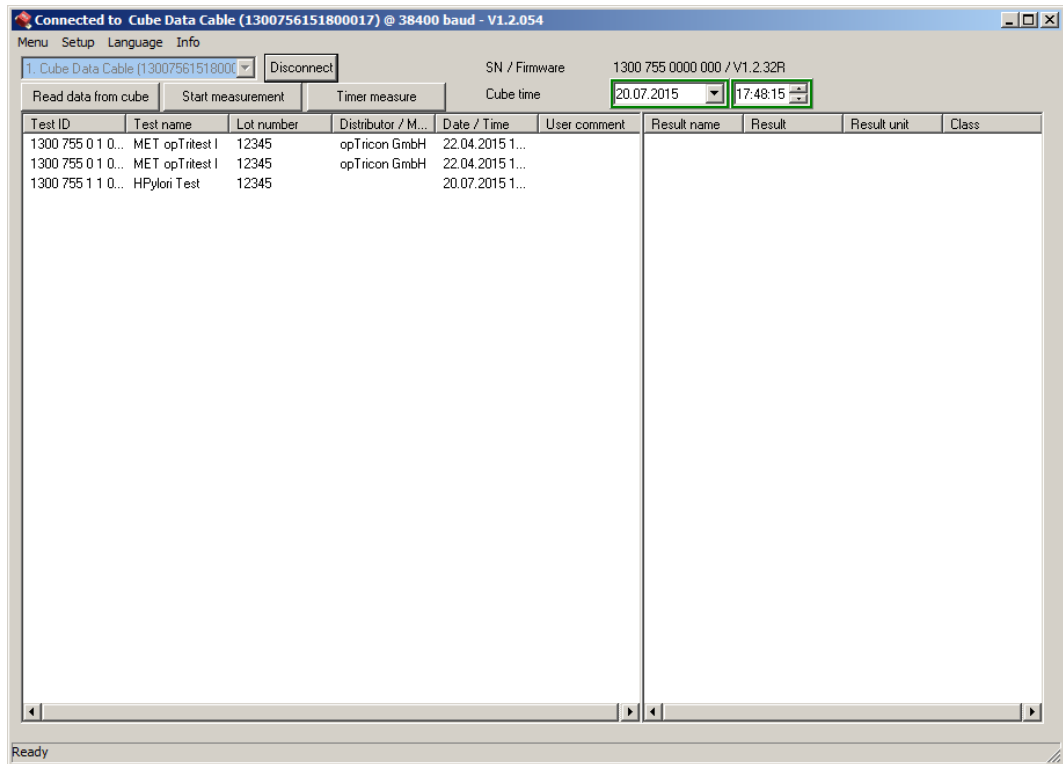 Connected to Cube Data Cable (1300756151800017) @ 38400 baud - V1.2.054
Menu Setup Language Info
1. Cube Data Cable (1300756151800 Disconnect SN / Firmware 1300 755 0000 000 / V1.2.32R
Read data from cube Start measurement Timer measure Cube time 20.07.2015 17:48:15
Test ID Test name Lot number Distributor / M... Date / Time User comment Result name Result Result unit Class
1300 755 0 1 0... MET opTritest I 12345 opTricon GmbH 22.04.2015 1...
1300 755 0 1 0... MET opTritest I 12345 opTricon GmbH 22.04.2015 1...
1300 755 1 1 0... HPylori Test 12345 20.07.2015 1...
Ready